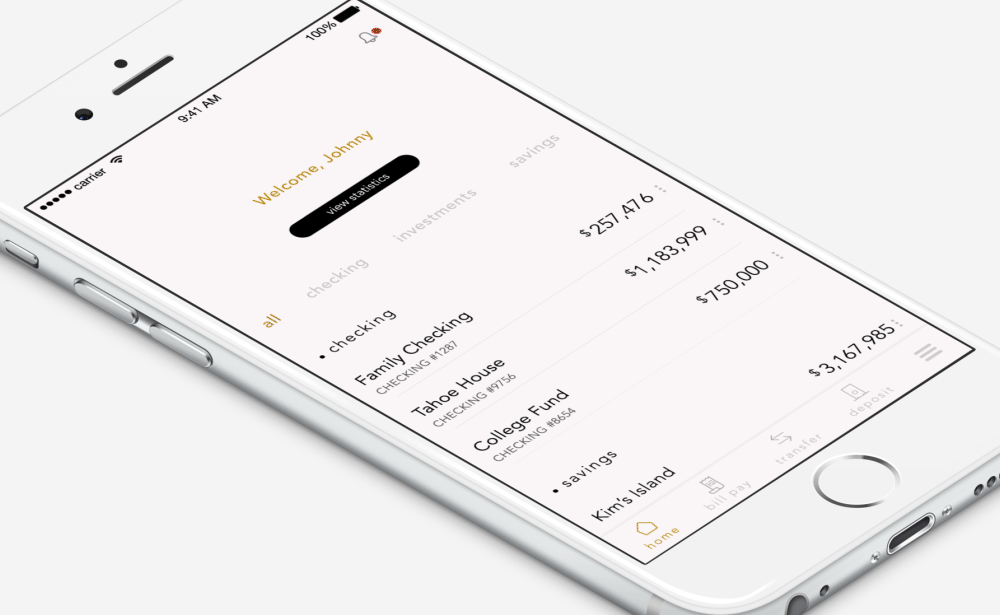 carrier 9:41 AM 100%
Welcome, Johnny
view statistics
all checking investments savings
• checking
Family Checking $257,476
CHECKING #1287
Tahoe House $1,183,999
CHECKING #9756
College Fund $750,000
CHECKING #8654
• savings
Kim's Island $3,167,985
home bill pay transfer deposit